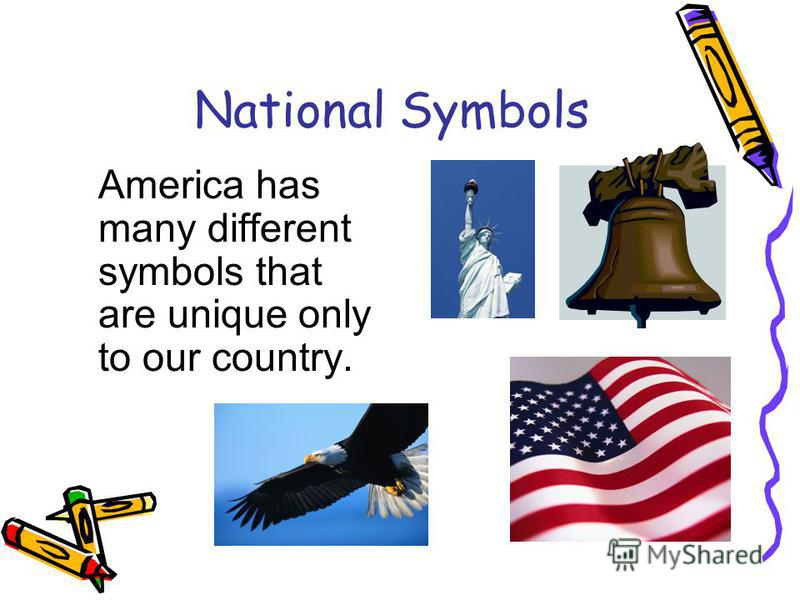 National Symbols
America has
many different
symbols that
are unique only
to our country.
MyShared